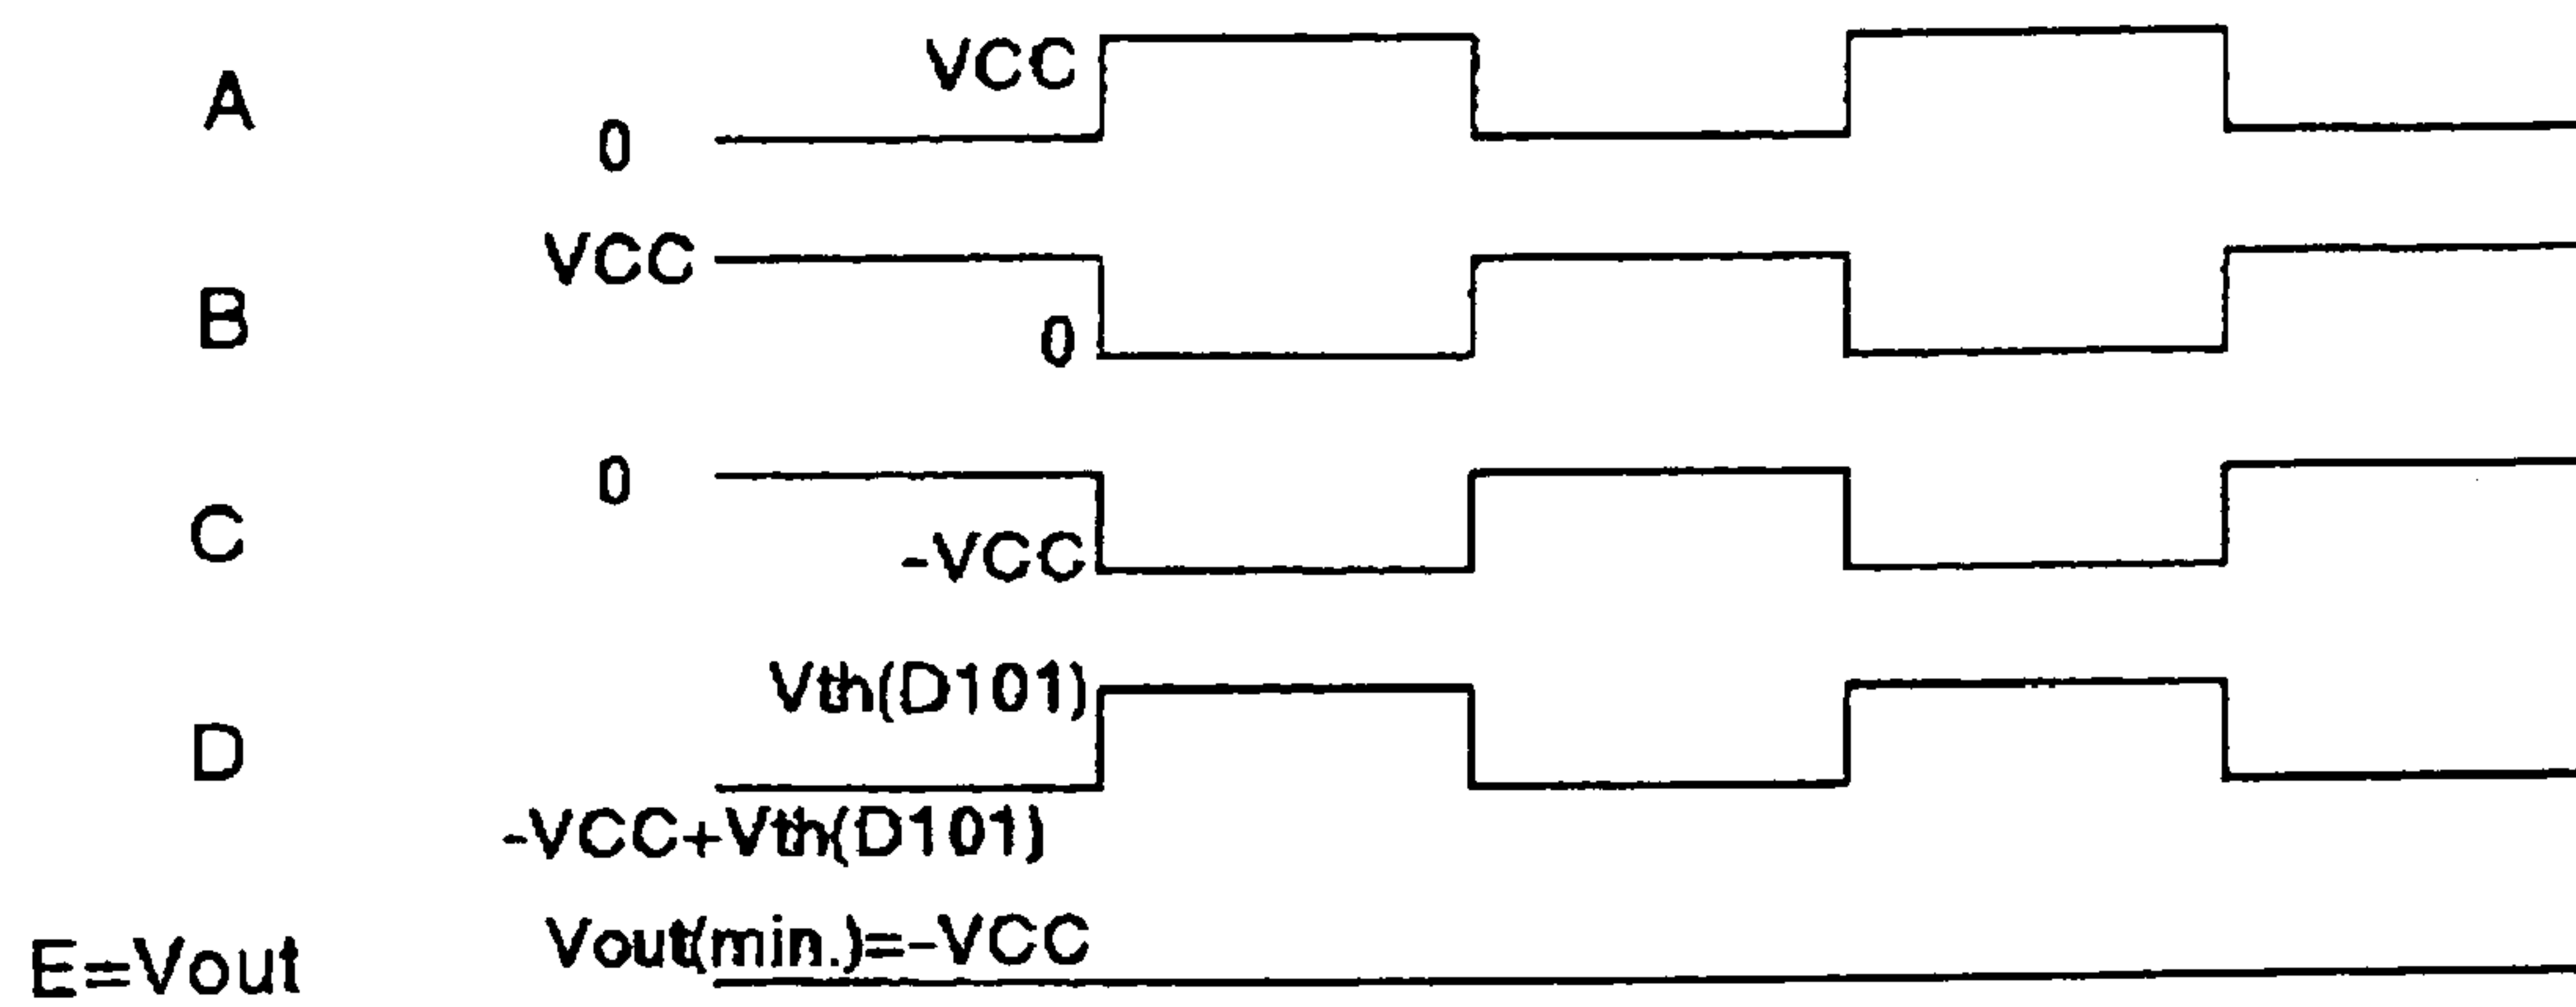 A
VCC
0
B
VCC
0
C
0
-VCC
D
Vth(D101)
-VCC+Vth(D101)
E=Vout
Vout(min.)=-VCC